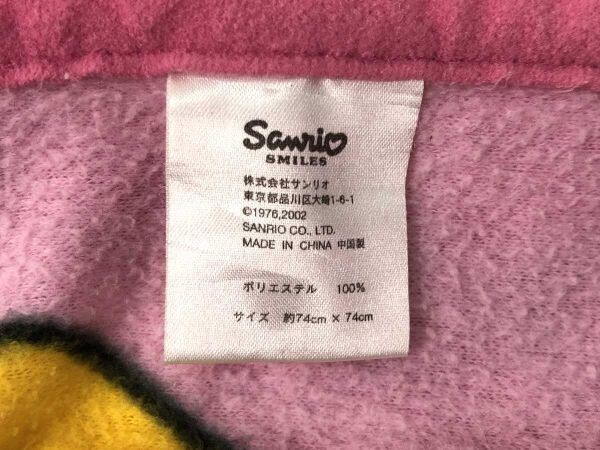 Sanrio
SMILES
株式会社サンリオ
東京都品川区大崎1-6-1
©1976,2002
SANRIO CO., LTD.
MADE IN CHINA 中国製
ポリエステル 100%
サイズ 約74cm × 74cm